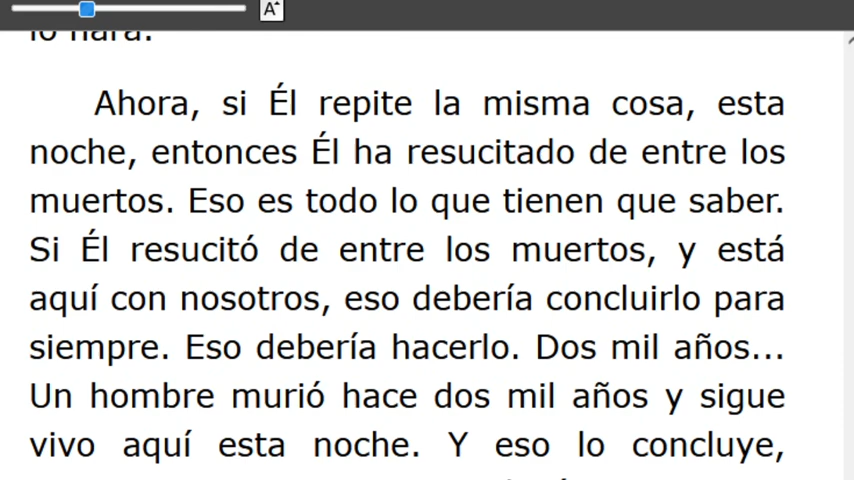 A
lo hará.
Ahora, si Él repite la misma cosa, esta
noche, entonces Él ha resucitado de entre los
muertos. Eso es todo lo que tienen que saber.
Si Él resucitó de entre los muertos, y está
aquí con nosotros, eso debería concluirlo para
siempre. Eso debería hacerlo. Dos mil años...
Un hombre murió hace dos mil años y sigue
vivo aquí esta noche. Y eso lo concluye,